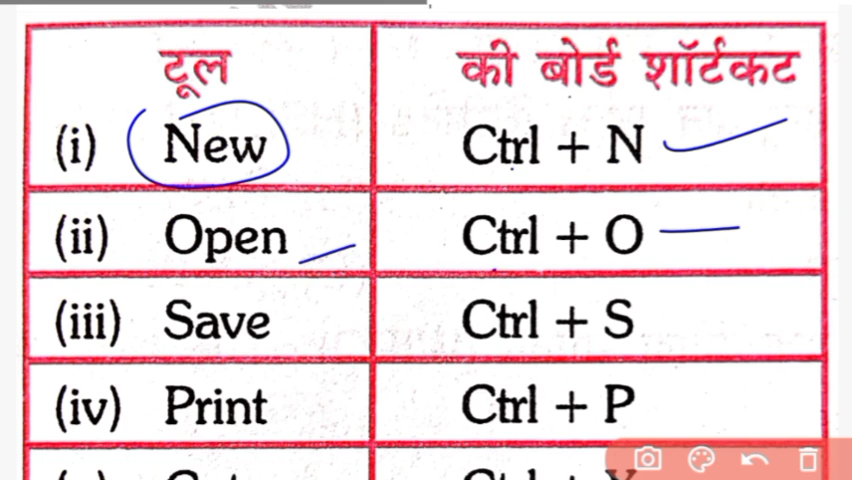 टूल की बोर्ड शॉर्टकट
(i) New Ctrl + N
(ii) Open Ctrl + O
(iii) Save Ctrl + S
(iv) Print Ctrl + P